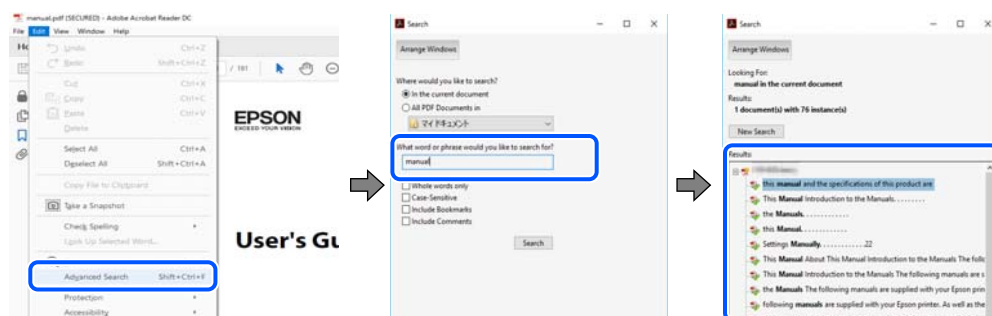 manual.pdf (SECURED) - Adobe Acrobat Reader DC
File Edit View Window Help
Undo Ctrl+Z
Redo Shift+Ctrl+Z
Cut Ctrl+X
Copy Ctrl+C
Paste Ctrl+V
Delete
Select All Ctrl+A
Deselect All Shift+Ctrl+A
Copy File to Clipboard
Take a Snapshot
Check Spelling
Look Up Selected Word...
Advanced Search Shift+Ctrl+F
Protection
Accessibility
/ 181
EPSON
EXCEED YOUR VISION
User's Gu
Search
Arrange Windows
Where would you like to search?
In the current document
All PDF Documents in
マイ ドキュメント
What word or phrase would you like to search for?
manual
Whole words only
Case-Sensitive
Include Bookmarks
Include Comments
Search
Search
Arrange Windows
Looking For:
manual in the current document
Results:
1 document(s) with 76 instance(s)
New Search
Results:
this manual and the specifications of this product are
This Manual Introduction to the Manuals. . . . . . . .
the Manuals. . . . . . . . . . . .
this Manual. . . . . . . . . . . .
Settings Manually. . . . . . . . . . . .22
This Manual About This Manual Introduction to the Manuals The follo
This Manual Introduction to the Manuals The following manuals are s
the Manuals The following manuals are supplied with your Epson prin
following manuals are supplied with your Epson printer. As well as the